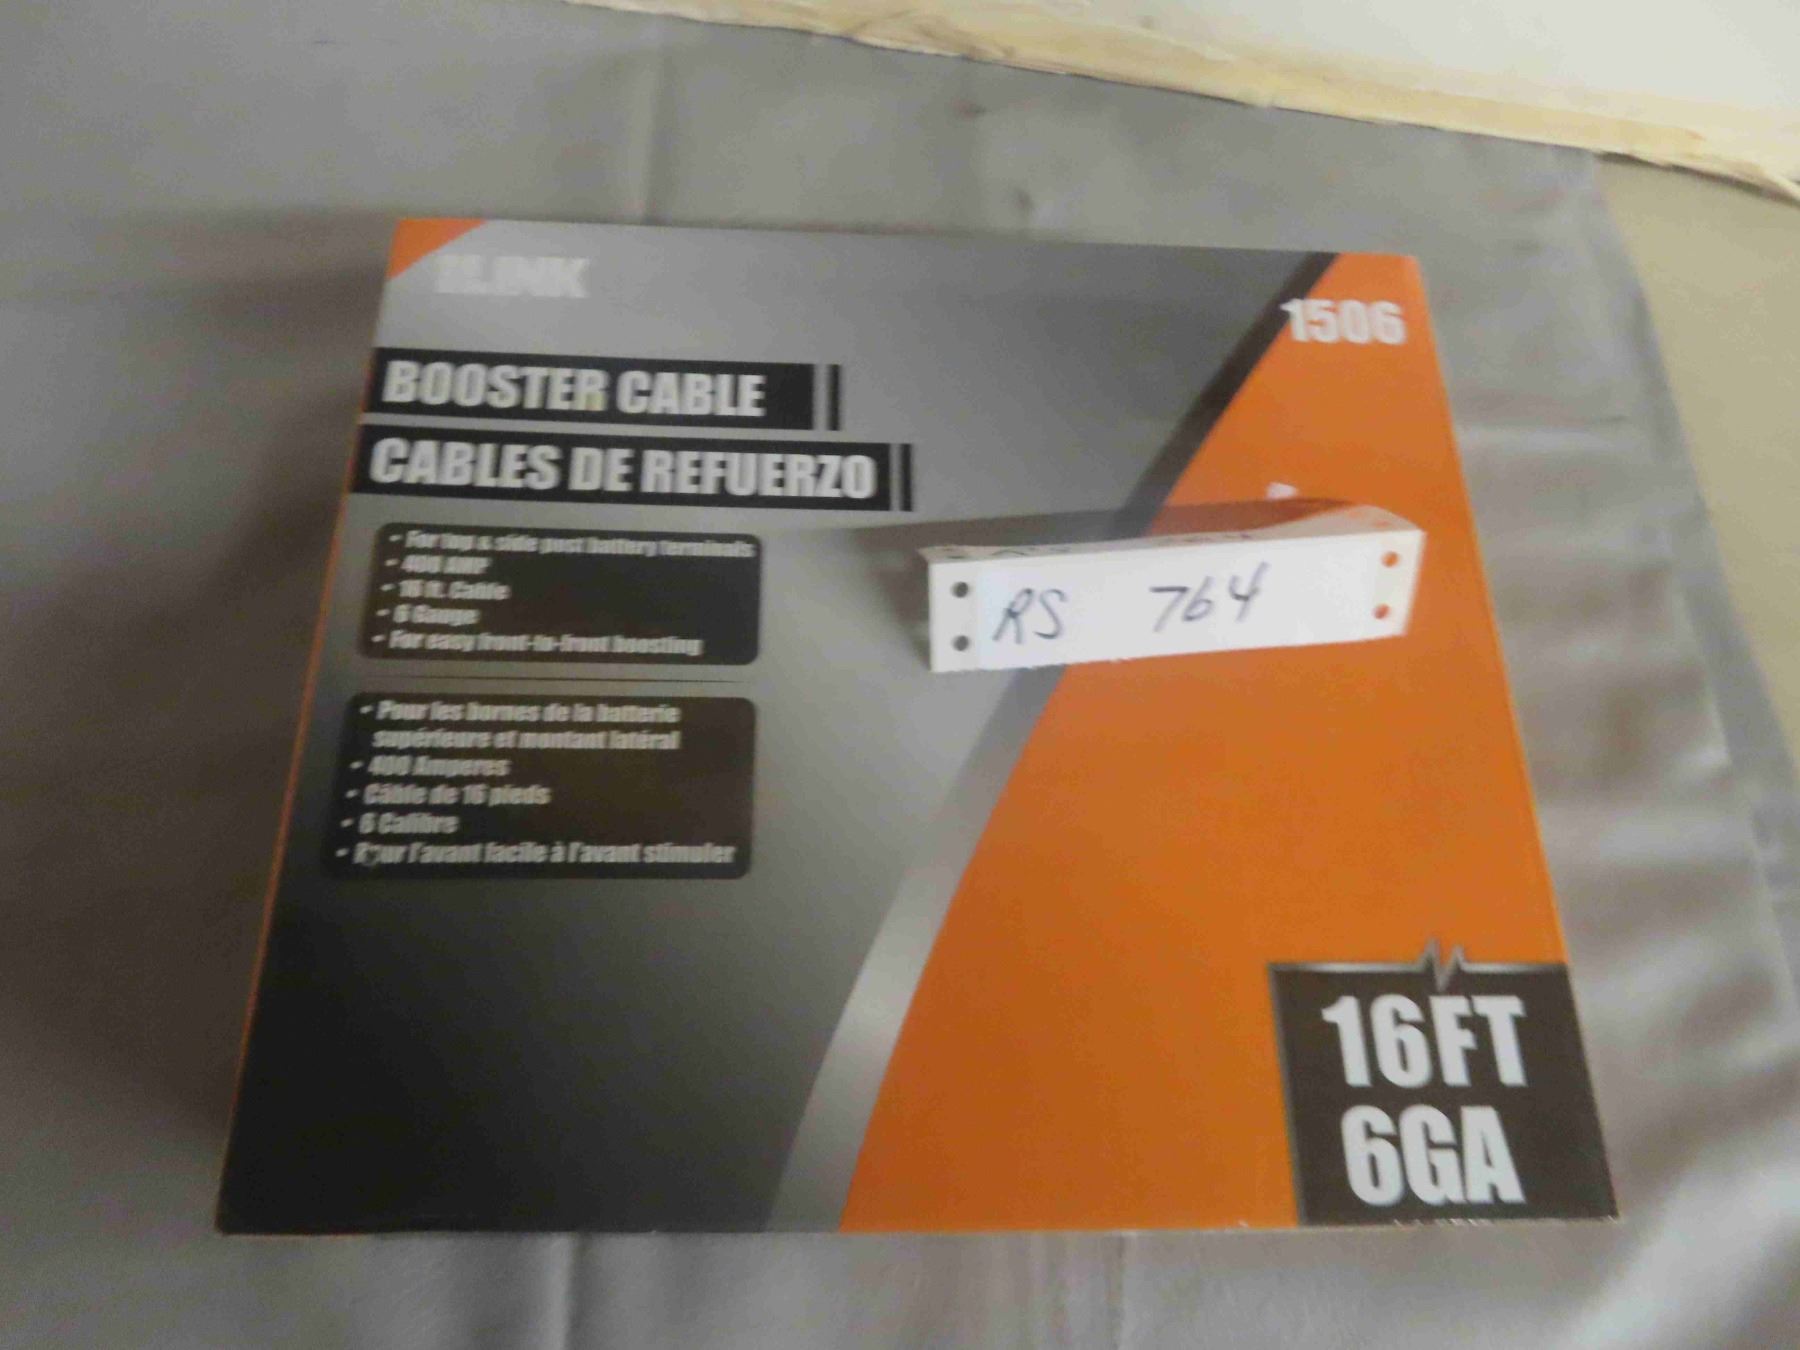 1506
BOOSTER CABLE
CABLES DE REFUERZO
• For top & side post battery terminals
• 400 AMP
• 16 ft. Cable
• 6 Gauge
• For easy front-to-front boosting
RS 764
• Pour les bornes de la batterie
supérieure et montant latéral
• 400 Amperes
• Câble de 16 pieds
• 6 Calibre
• Pour l'avant facile à l'avant stimuler
16FT
6GA